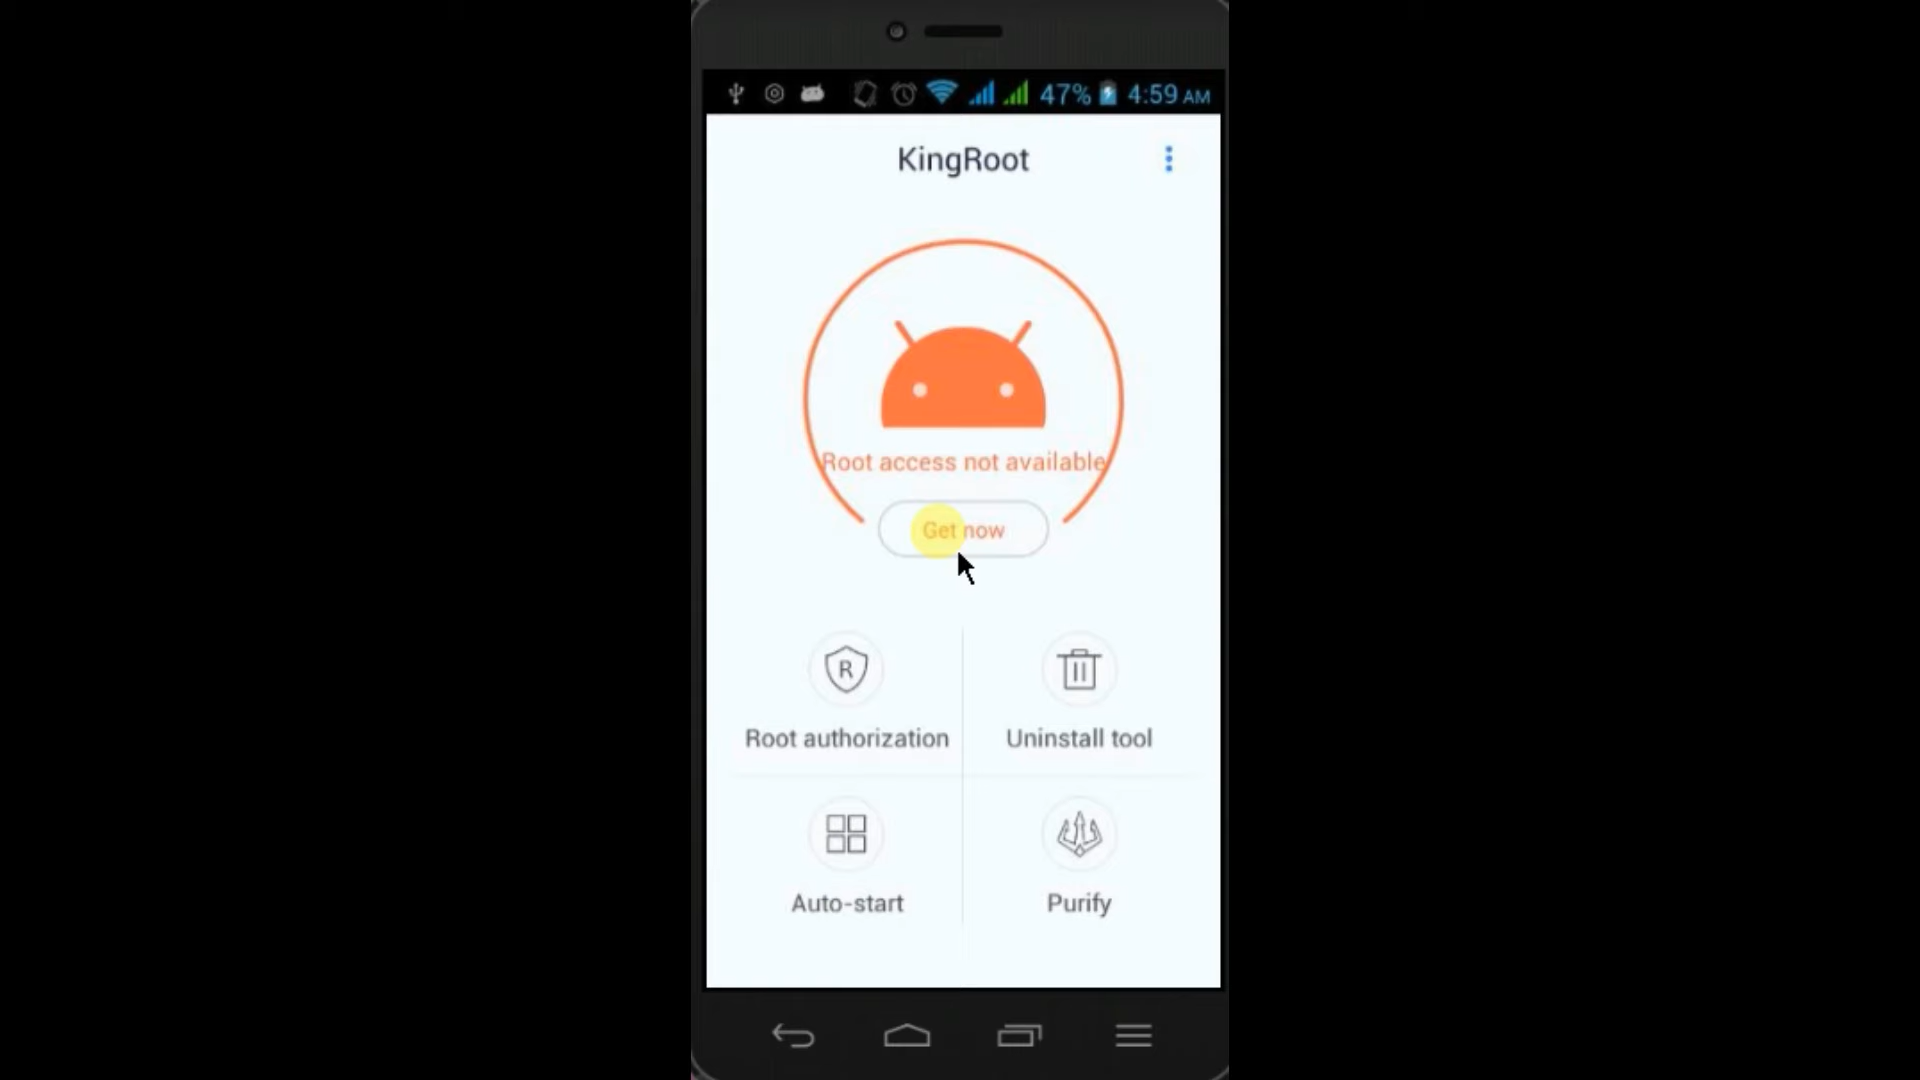 47% 4:59 AM
KingRoot
Root access not available
Get now
R
Root authorization
Uninstall tool
Auto-start
Purify